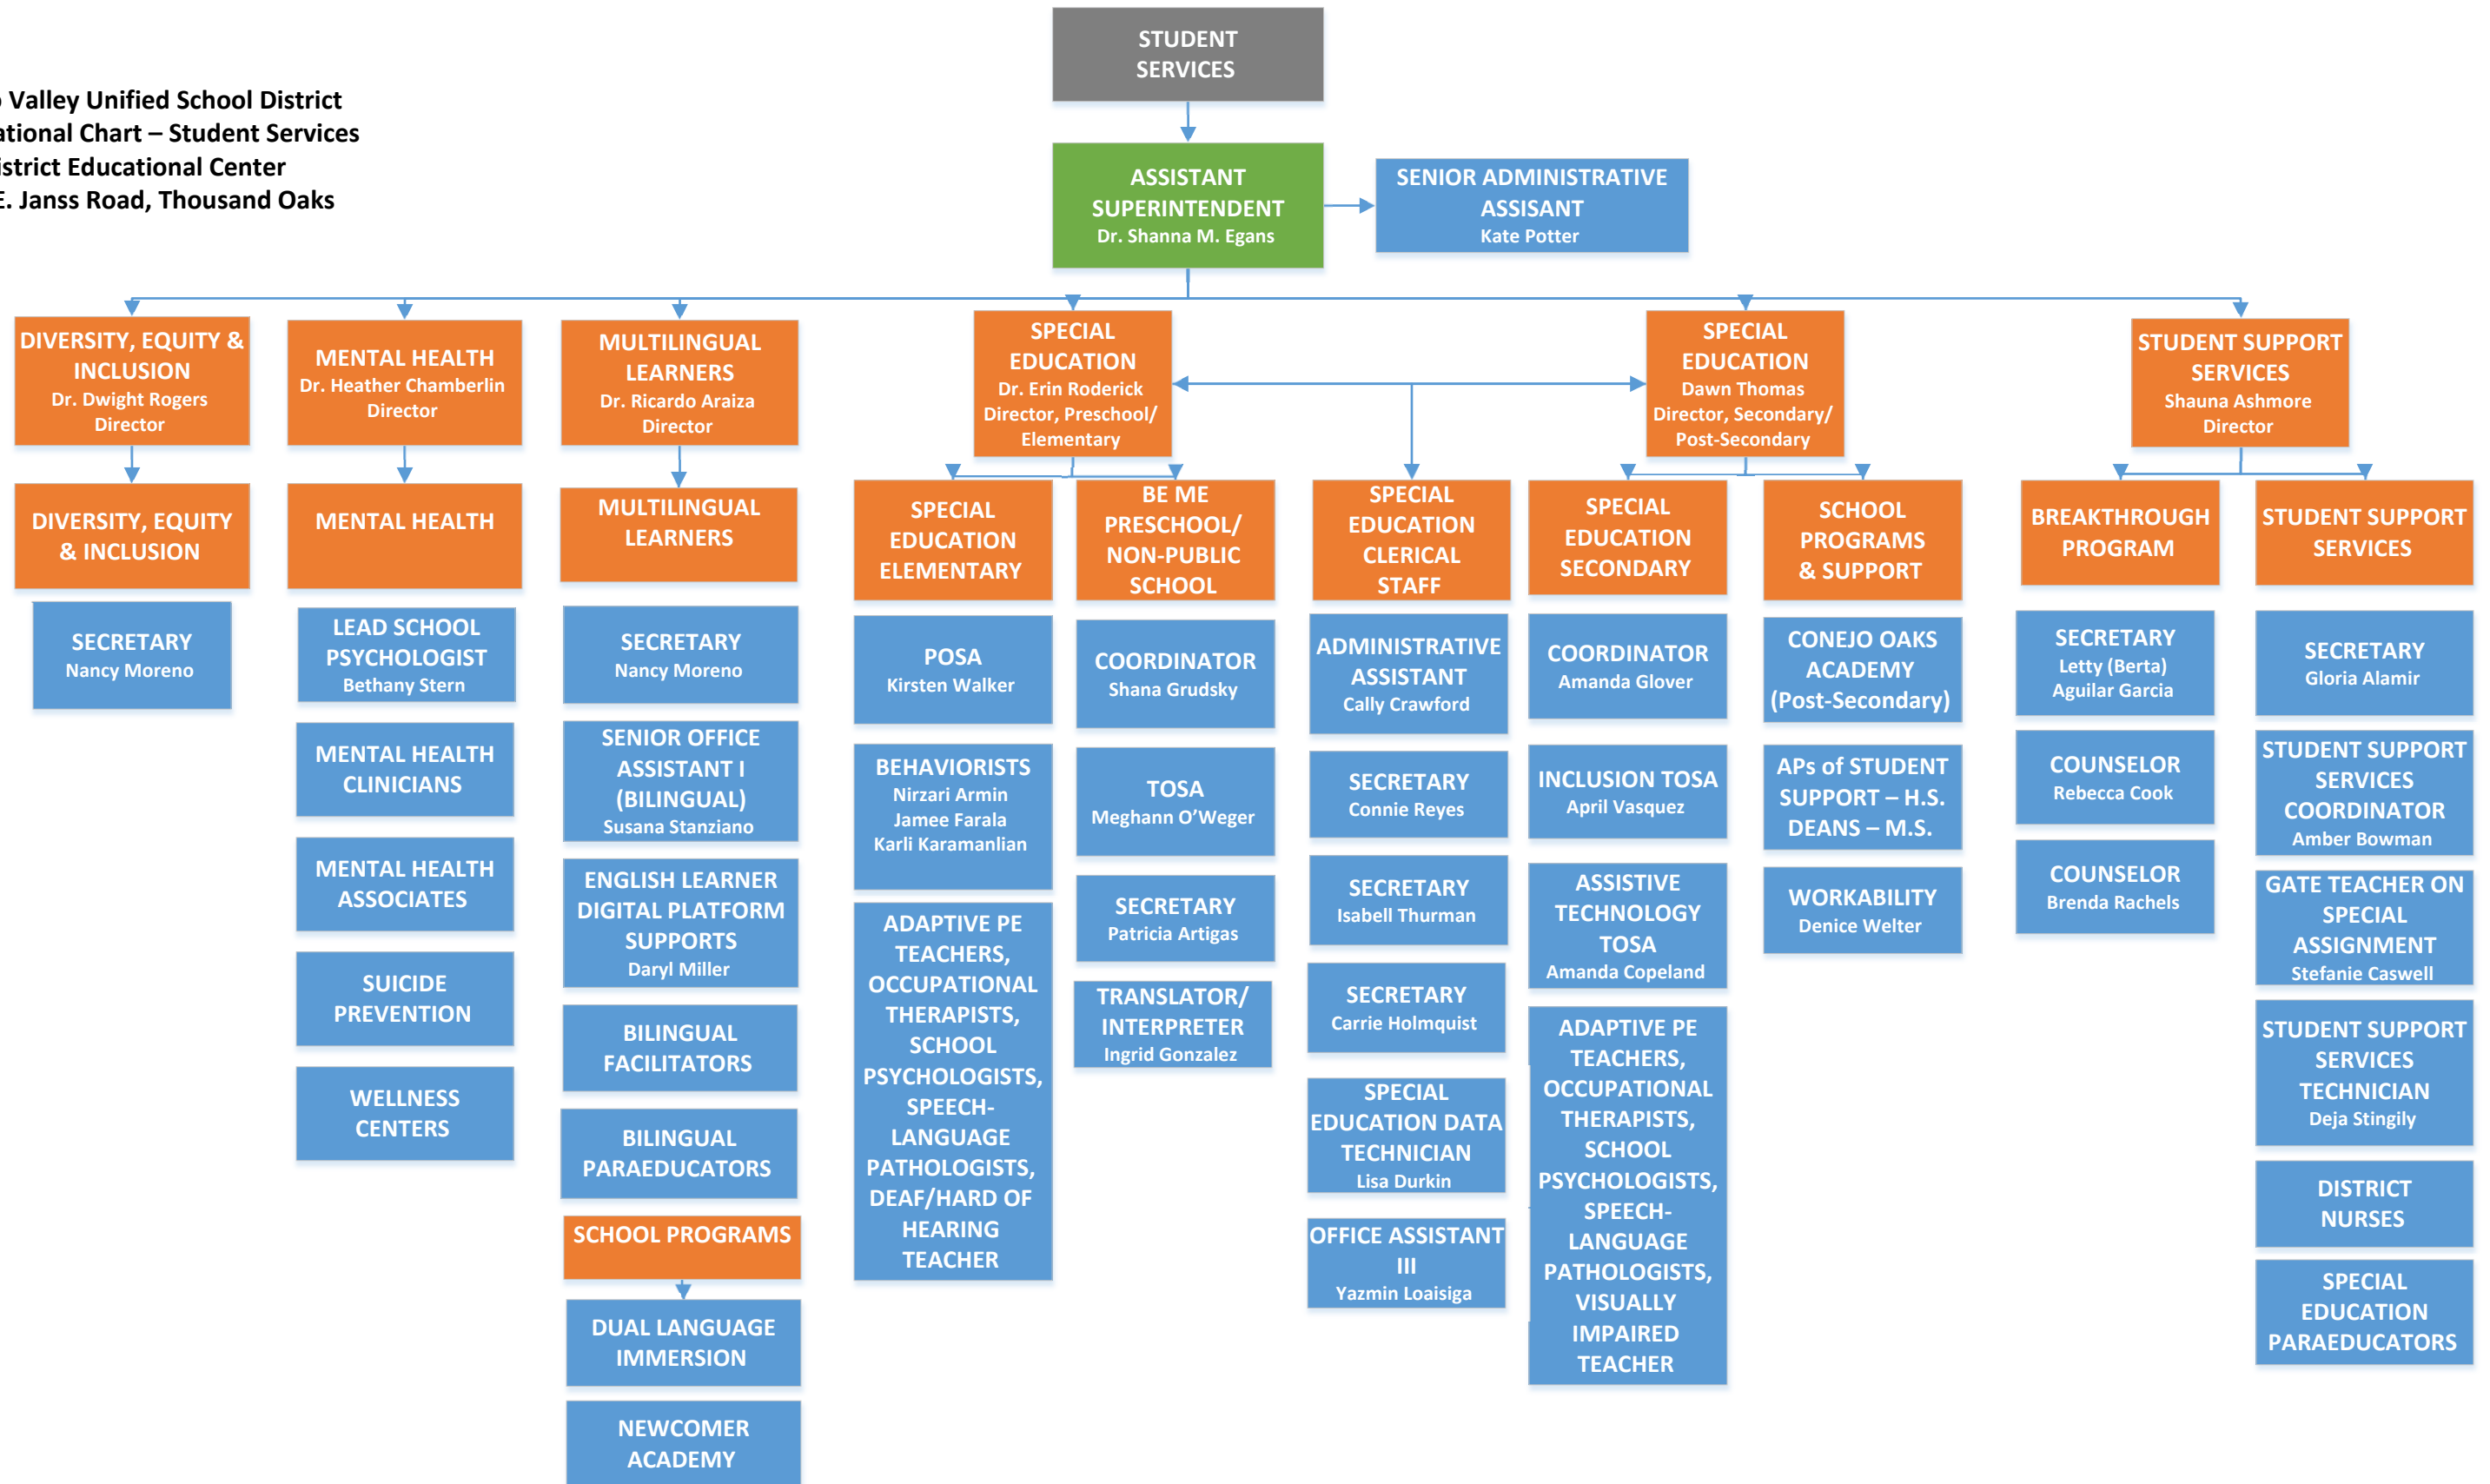 STUDENT
SERVICES
Valley Unified School District
Chart – Student Services
Educational Center
E. Janss Road, Thousand Oaks
ASSISTANT
SUPERINTENDENT
Dr. Shanna M. Egans
SENIOR ADMINISTRATIVE
ASSISANT
Kate Potter
DIVERSITY, EQUITY &
INCLUSION
Dr. Dwight Rogers
Director
MENTAL HEALTH
Dr. Heather Chamberlin
Director
MULTILINGUAL
LEARNERS
Dr. Ricardo Araiza
Director
SPECIAL
EDUCATION
Dr. Erin Roderick
Director, Preschool/
Elementary
SPECIAL
EDUCATION
Dawn Thomas
Director, Secondary/
Post-Secondary
STUDENT SUPPORT
SERVICES
Shauna Ashmore
Director
DIVERSITY, EQUITY
& INCLUSION
SECRETARY
Nancy Moreno
MENTAL HEALTH
LEAD SCHOOL
PSYCHOLOGIST
Bethany Stern
MENTAL HEALTH
CLINICIANS
MENTAL HEALTH
ASSOCIATES
SUICIDE
PREVENTION
WELLNESS
CENTERS
MULTILINGUAL
LEARNERS
SECRETARY
Nancy Moreno
SENIOR OFFICE
ASSISTANT I
(BILINGUAL)
Susana Stanziano
ENGLISH LEARNER
DIGITAL PLATFORM
SUPPORTS
Daryl Miller
BILINGUAL
FACILITATORS
BILINGUAL
PARAEDUCATORS
SCHOOL PROGRAMS
DUAL LANGUAGE
IMMERSION
NEWCOMER
ACADEMY
SPECIAL
EDUCATION
ELEMENTARY
POSA
Kirsten Walker
BEHAVIORISTS
Nirzari Armin
Jamee Farala
Karli Karamanlian
ADAPTIVE PE
TEACHERS,
OCCUPATIONAL
THERAPISTS,
SCHOOL
PSYCHOLOGISTS,
SPEECH-
LANGUAGE
PATHOLOGISTS,
DEAF/HARD OF
HEARING
TEACHER
BE ME
PRESCHOOL/
NON-PUBLIC
SCHOOL
COORDINATOR
Shana Grudsky
TOSA
Meghann O’Weger
SECRETARY
Patricia Artigas
TRANSLATOR/
INTERPRETER
Ingrid Gonzalez
SPECIAL
EDUCATION
CLERICAL
STAFF
ADMINISTRATIVE
ASSISTANT
Cally Crawford
SECRETARY
Connie Reyes
SECRETARY
Isabell Thurman
SECRETARY
Carrie Holmquist
SPECIAL
EDUCATION DATA
TECHNICIAN
Lisa Durkin
OFFICE ASSISTANT
III
Yazmin Loaisiga
SPECIAL
EDUCATION
SECONDARY
COORDINATOR
Amanda Glover
INCLUSION TOSA
April Vasquez
ASSISTIVE
TECHNOLOGY
TOSA
Amanda Copeland
ADAPTIVE PE
TEACHERS,
OCCUPATIONAL
THERAPISTS,
SCHOOL
PSYCHOLOGISTS,
SPEECH-
LANGUAGE
PATHOLOGISTS,
VISUALLY
IMPAIRED
TEACHER
SCHOOL
PROGRAMS
& SUPPORT
CONEJO OAKS
ACADEMY
(Post-Secondary)
APs of STUDENT
SUPPORT – H.S.
DEANS – M.S.
WORKABILITY
Denice Welter
BREAKTHROUGH
PROGRAM
SECRETARY
Letty (Berta)
Aguilar Garcia
COUNSELOR
Rebecca Cook
COUNSELOR
Brenda Rachels
STUDENT SUPPORT
SERVICES
SECRETARY
Gloria Alamir
STUDENT SUPPORT
SERVICES
COORDINATOR
Amber Bowman
GATE TEACHER ON
SPECIAL
ASSIGNMENT
Stefanie Caswell
STUDENT SUPPORT
SERVICES
TECHNICIAN
Deja Stingily
DISTRICT
NURSES
SPECIAL
EDUCATION
PARAEDUCATORS